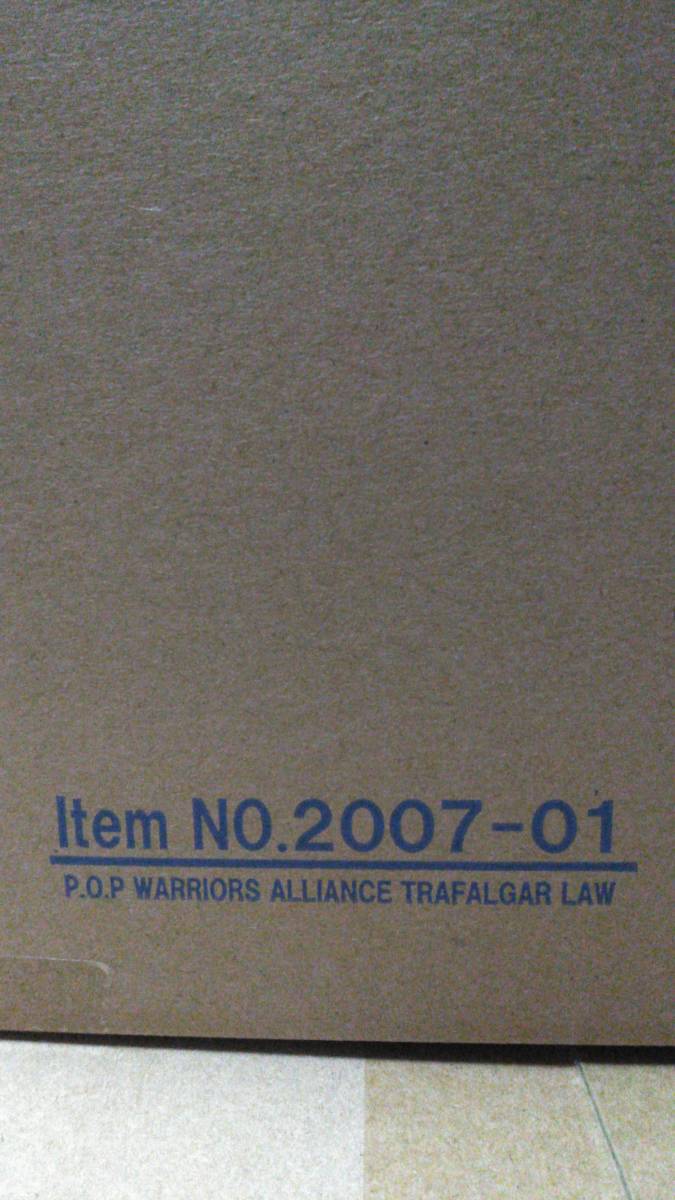 Item NO.2007-01
P.O.P WARRIORS ALLIANCE TRAFALGAR LAW